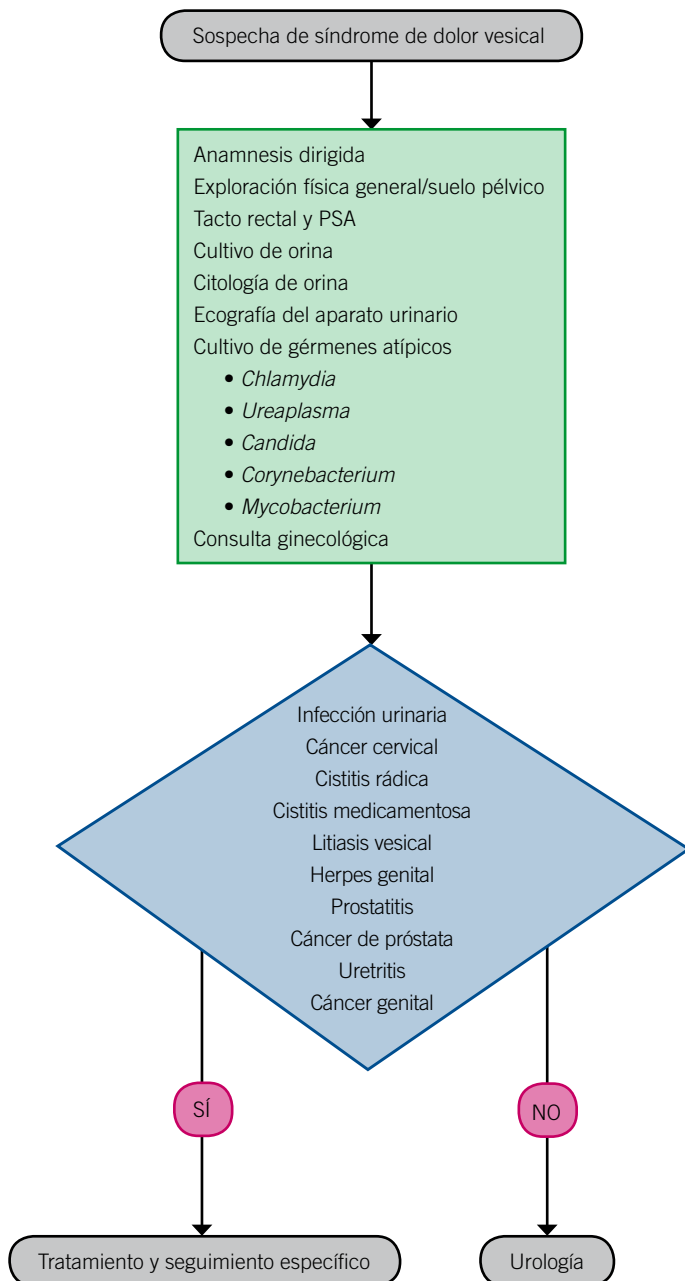 Sospecha de síndrome de dolor vesical
Anamnesis dirigida
Exploración física general/suelo pélvico
Tacto rectal y PSA
Cultivo de orina
Citología de orina
Ecografía del aparato urinario
Cultivo de gérmenes atípicos
• Chlamydia
• Ureaplasma
• Candida
• Corynebacterium
• Mycobacterium
Consulta ginecológica
Infección urinaria
Cáncer cervical
Cistitis rádica
Cistitis medicamentosa
Litiasis vesical
Herpes genital
Prostatitis
Cáncer de próstata
Uretritis
Cáncer genital
SÍ
NO
Tratamiento y seguimiento específico
Urología